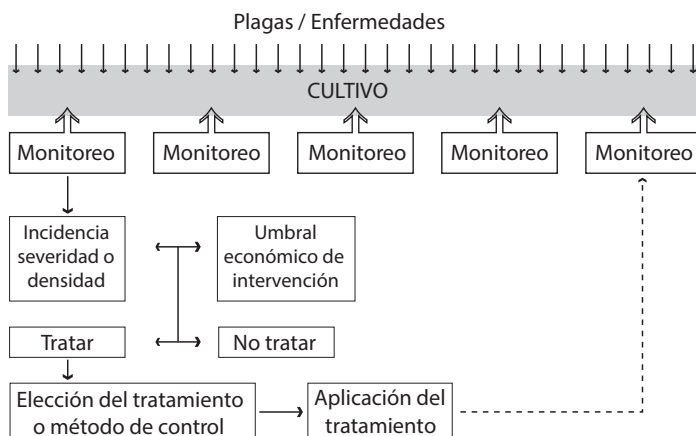 Plagas / Enfermedades
CULTIVO
Monitoreo
Monitoreo
Monitoreo
Monitoreo
Monitoreo
Incidencia
severidad o
densidad
Umbral
económico de
intervención
Tratar
No tratar
Elección del tratamiento
o método de control
Aplicación del
tratamiento